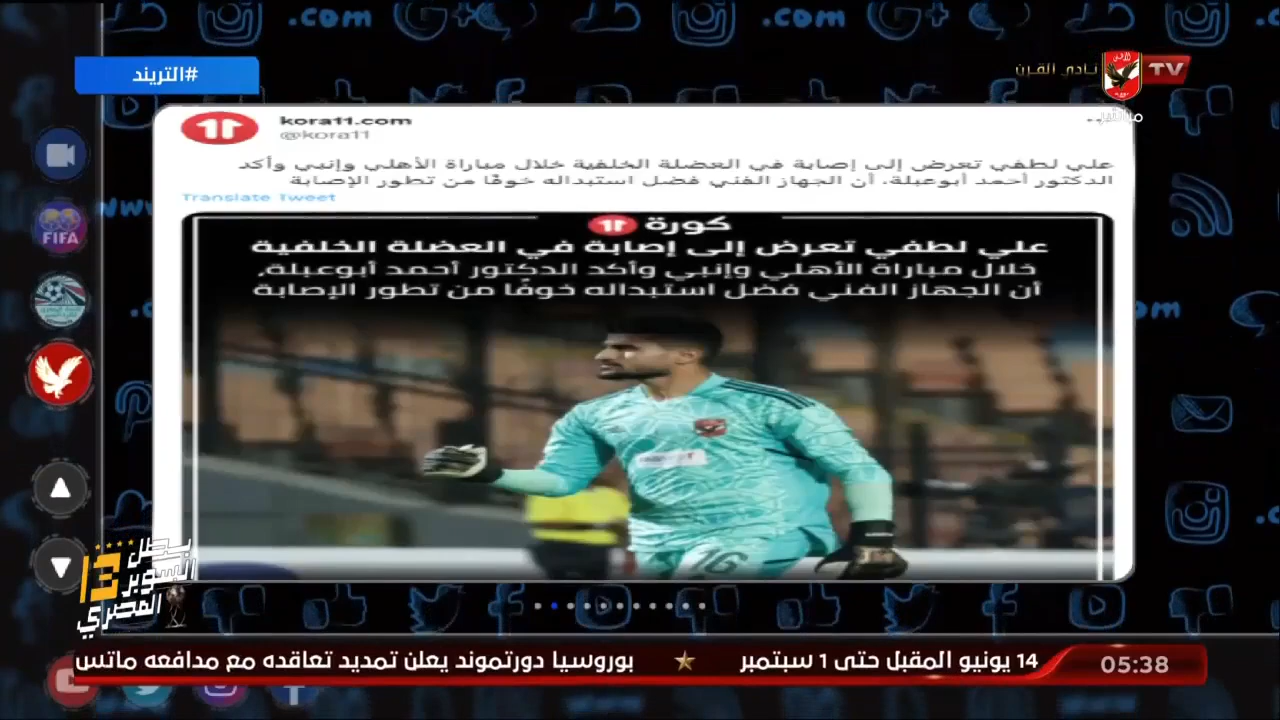 #التريند
نادي القرن
الأهلي
TV
مباشر
kora11.com
@kora11
علي لطفي تعرض إلى إصابة في العضلة الخلفية خلال مباراة الأهلي وإنبي وأكد
الدكتور أحمد أبوعبلة، أن الجهاز الفني فضل استبداله خوفًا من تطور الإصابة
Translate Tweet
كورة 11
علي لطفي تعرض إلى إصابة في العضلة الخلفية
خلال مباراة الأهلي وإنبي وأكد الدكتور أحمد أبوعبلة،
أن الجهاز الفني فضل استبداله خوفًا من تطور الإصابة
16
FIFA
بطل
السوبر 13
المصري
14 يونيو المقبل حتى 1 سبتمبر
بوروسيا دورتموند يعلن تمديد تعاقده مع مدافعه ماتس
05:38